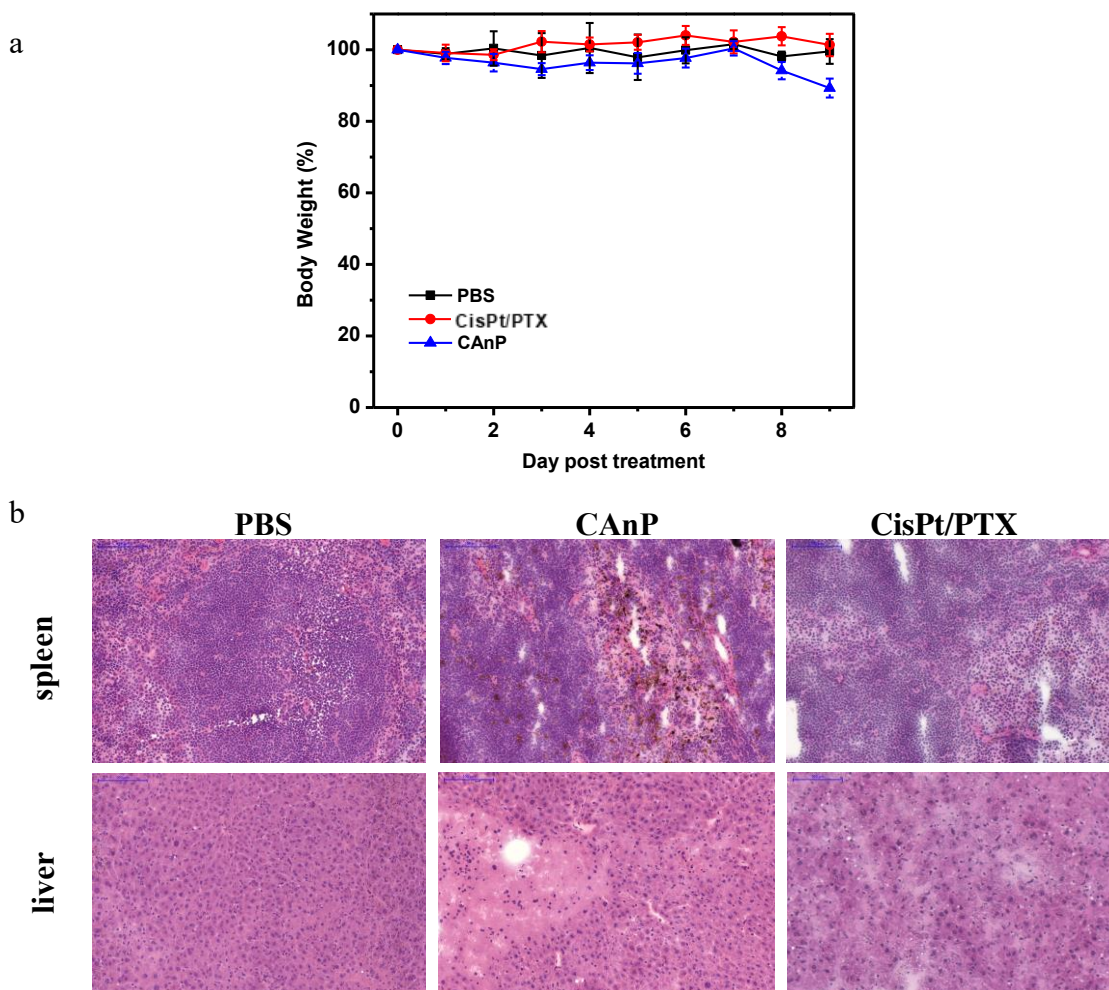 a
100
80
60
40
20
0
Body Weight (%)
PBS
CisPt/PTX
CAnP
0 2 4 6 8
Day post treatment
b
PBS CAnP CisPt/PTX
spleen
liver